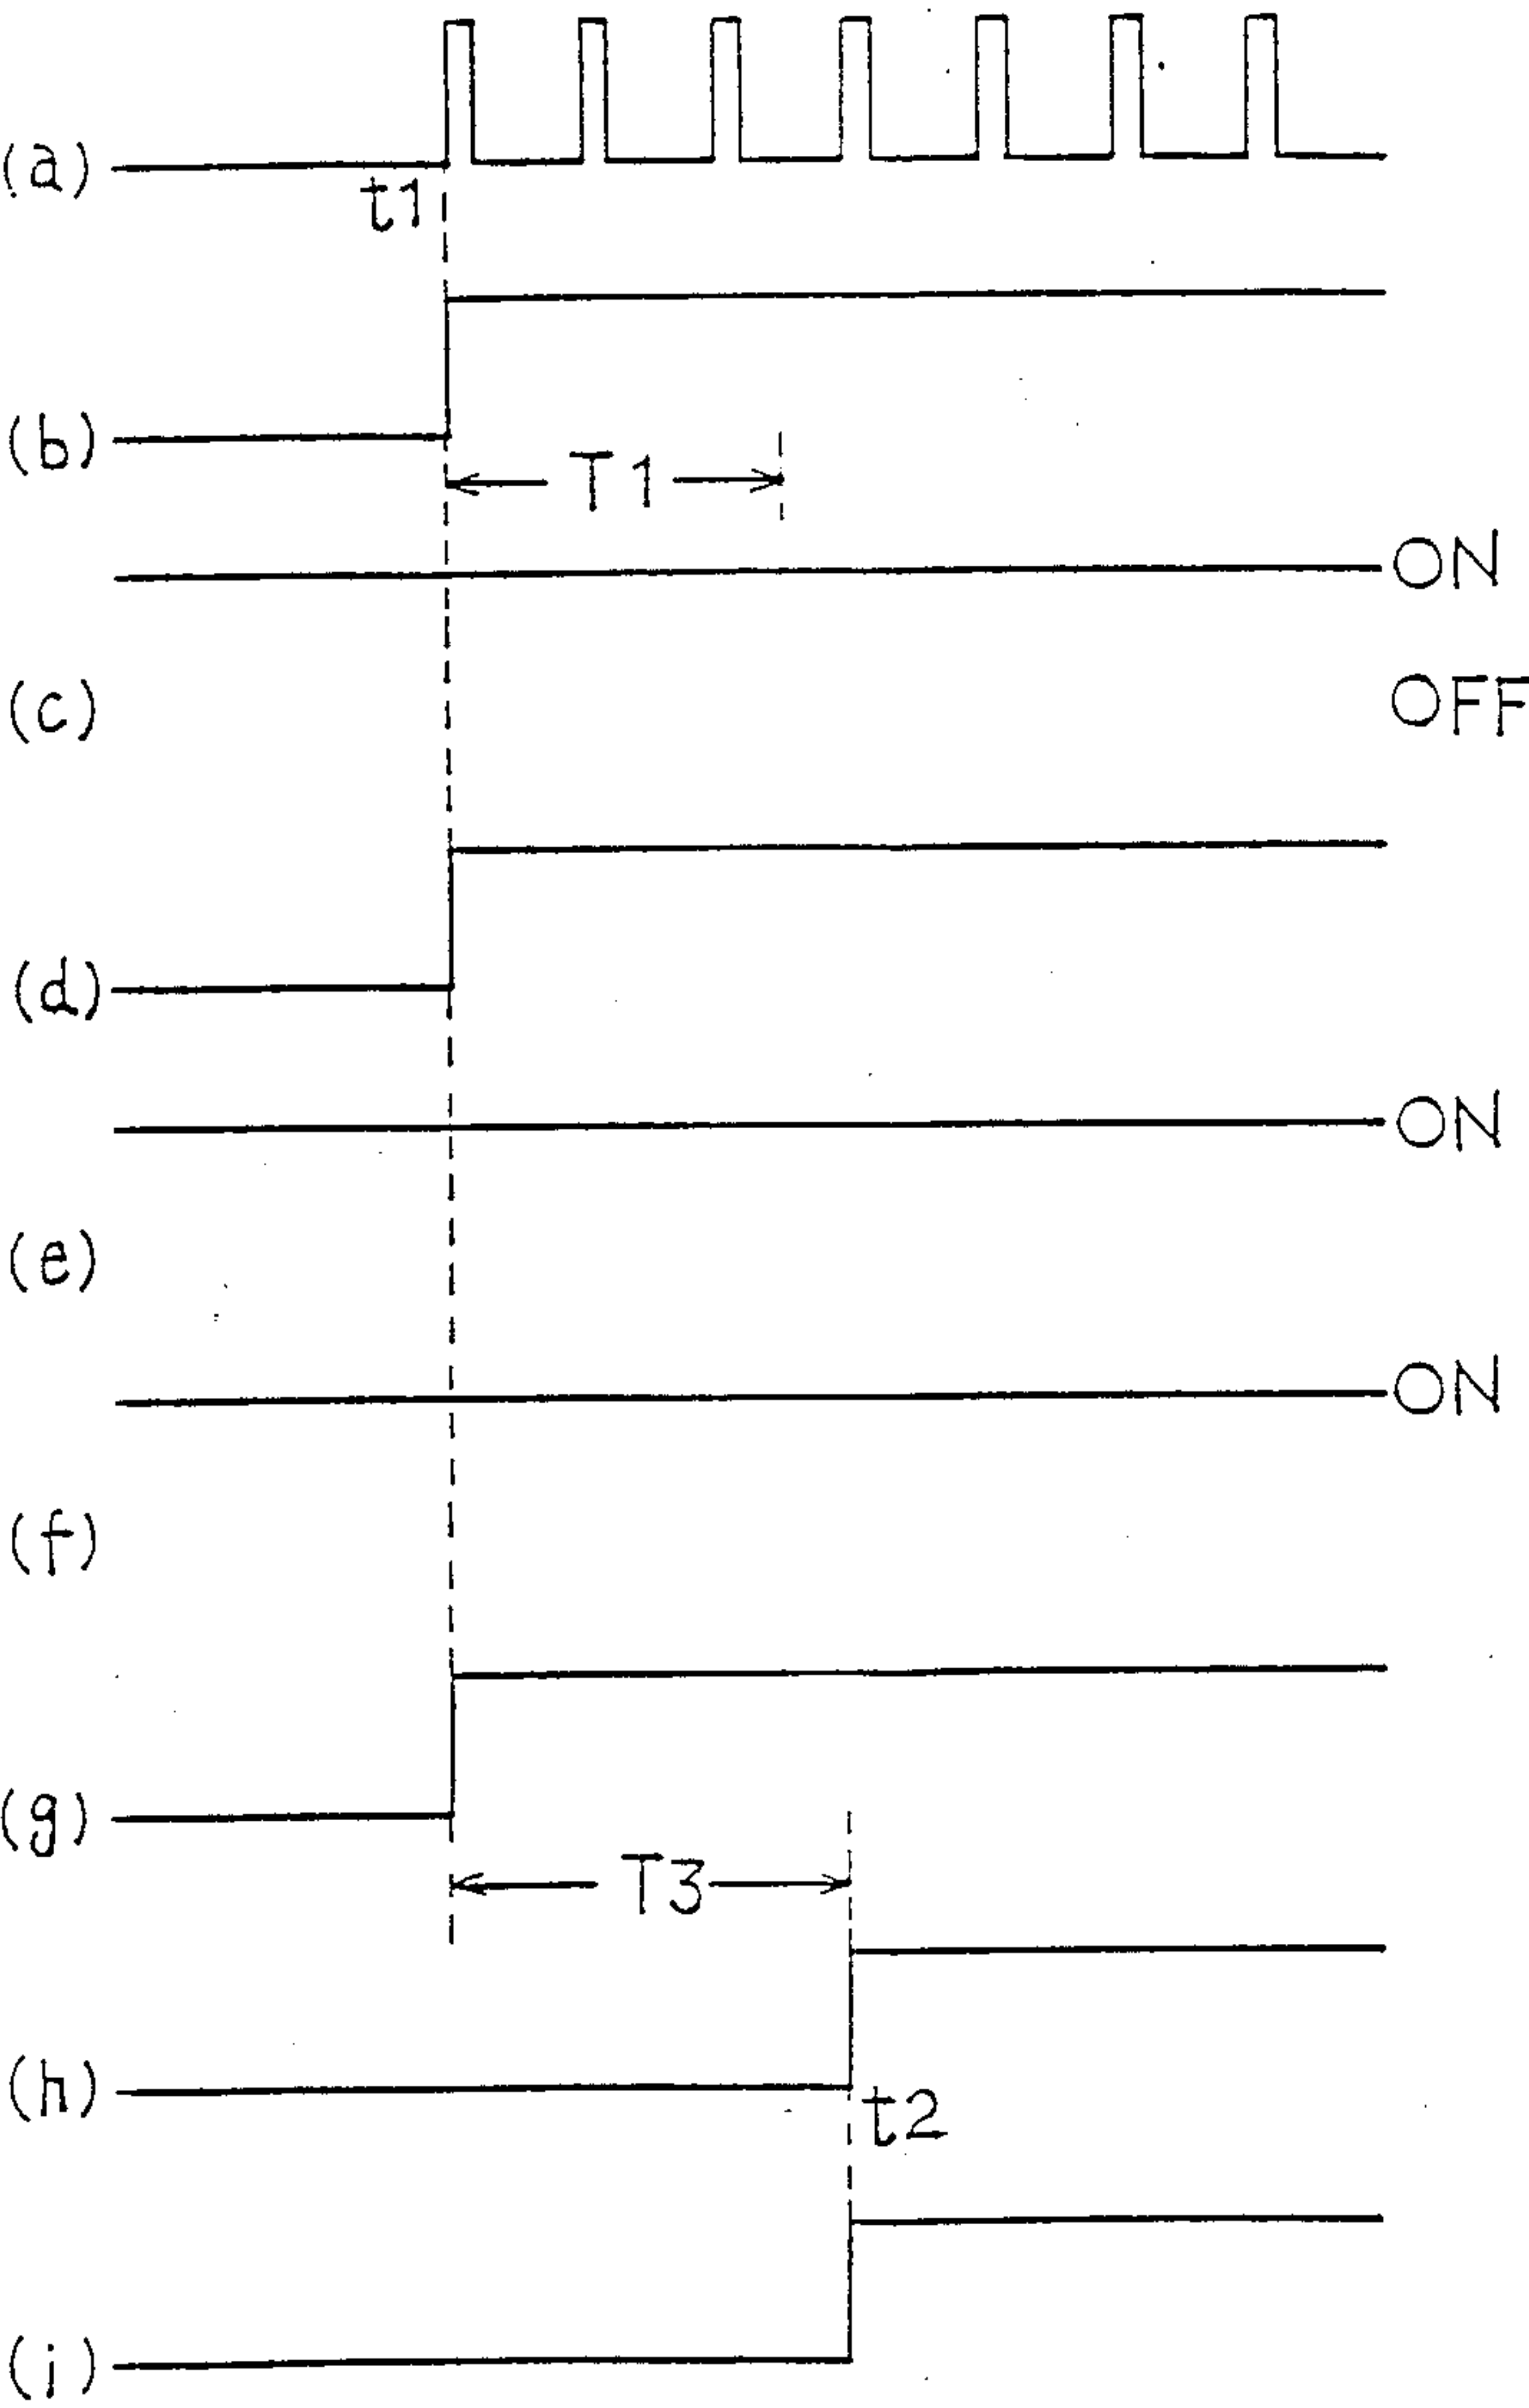 (a)
t1
(b)
T1
ON
(c)
OFF
(d)
ON
(e)
ON
(f)
(g)
T3
(h)
t2
(i)